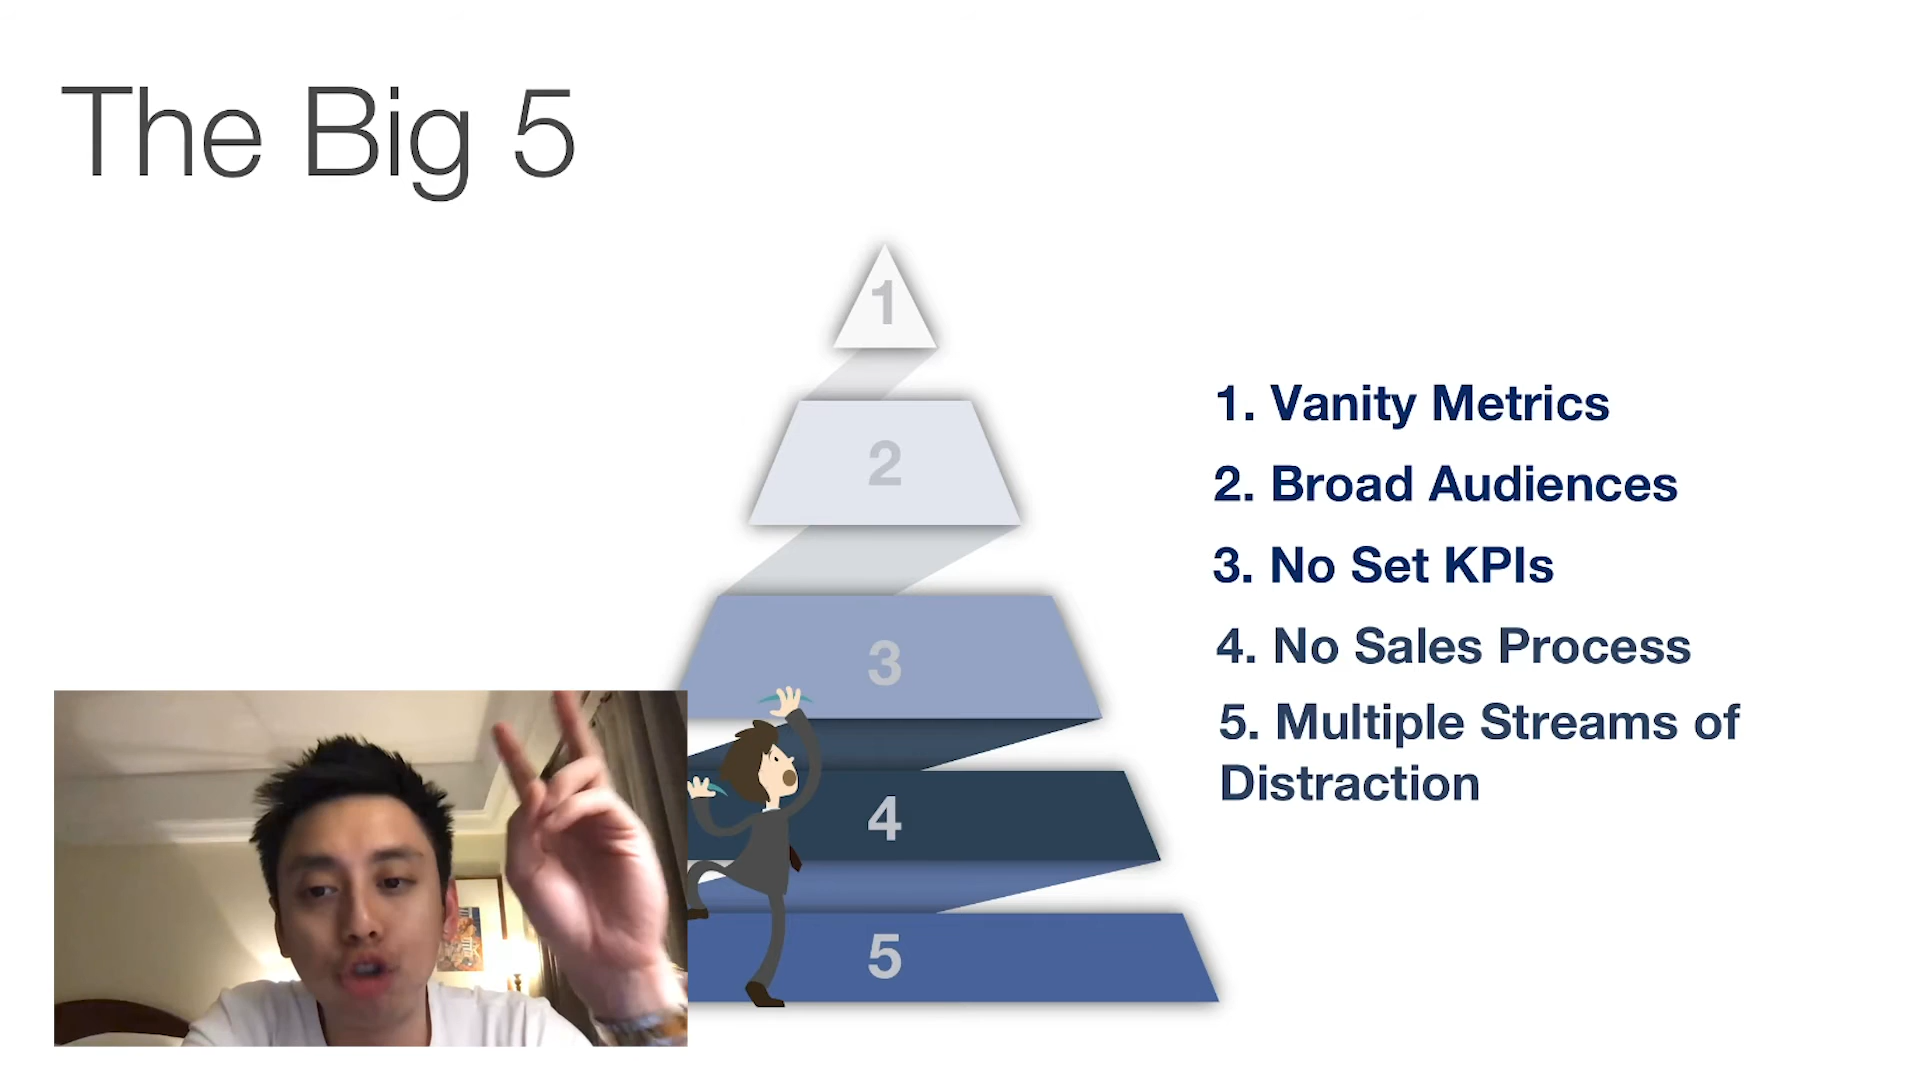 The Big 5
1
2
3
4
5
1. Vanity Metrics
2. Broad Audiences
3. No Set KPIs
4. No Sales Process
5. Multiple Streams of
Distraction